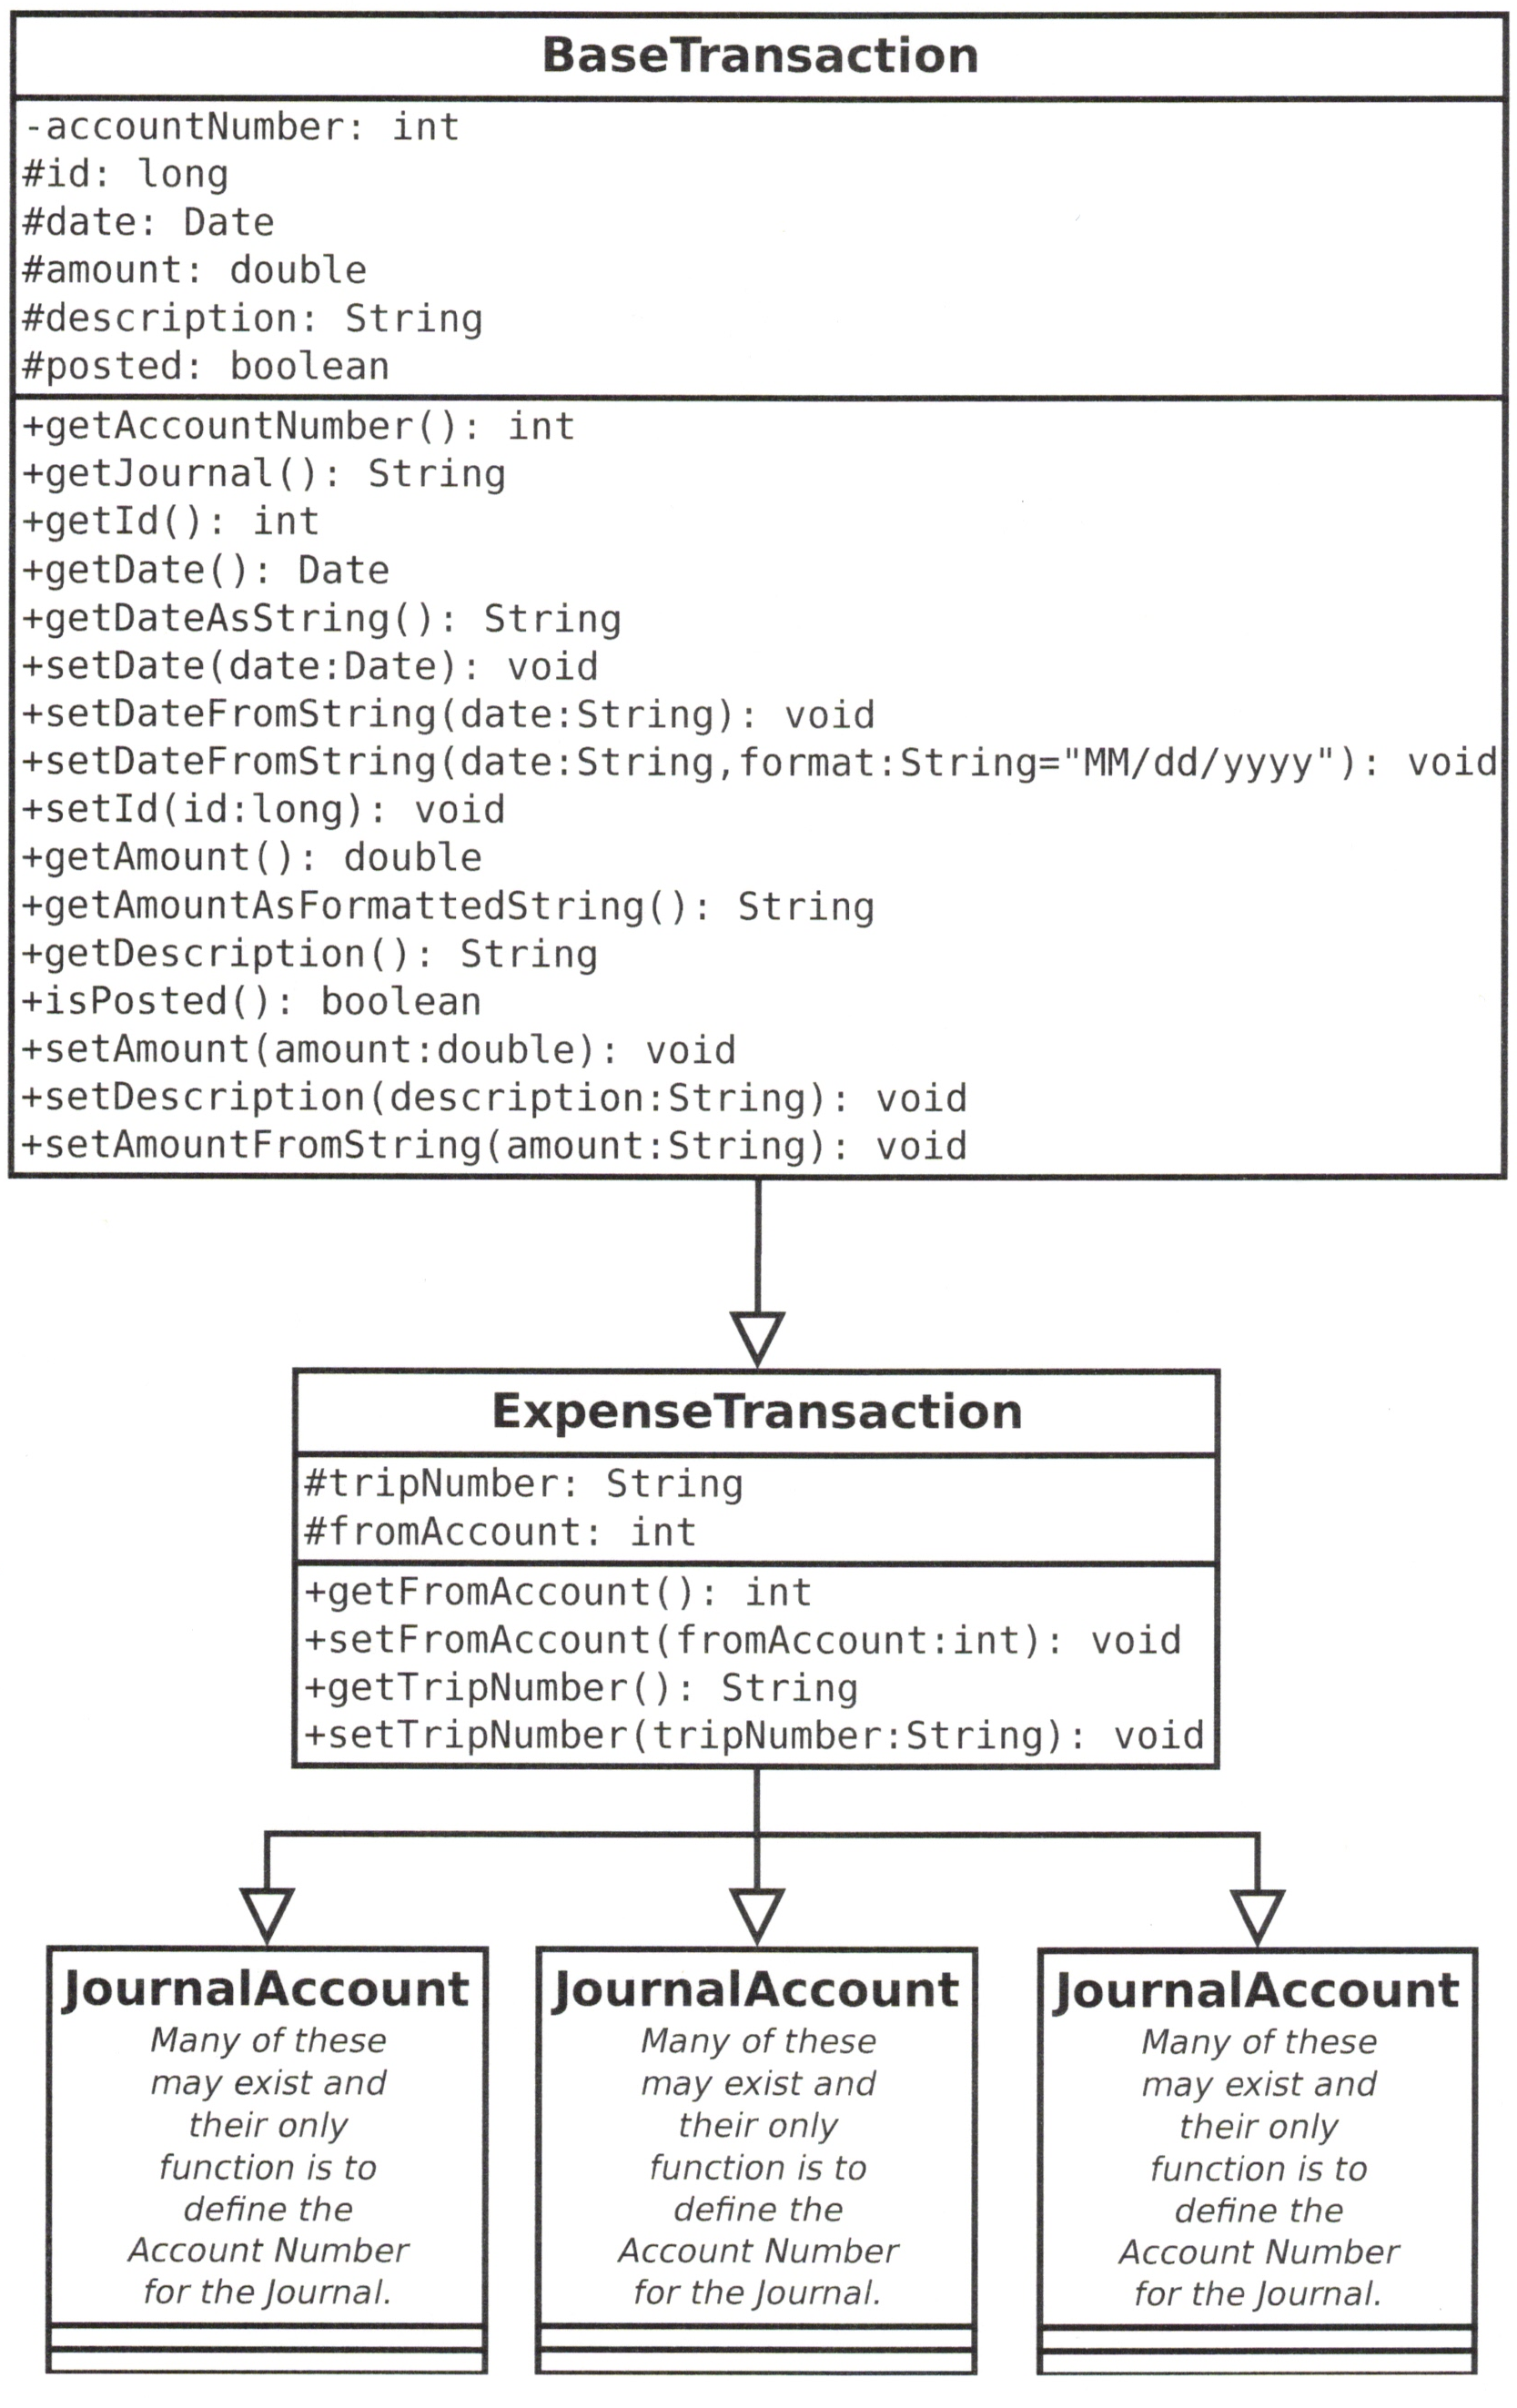 BaseTransaction
-accountNumber: int
#id: long
#date: Date
#amount: double
#description: String
#posted: boolean
+getAccountNumber(): int
+getJournal(): String
+getId(): int
+getDate(): Date
+getDateAsString(): String
+setDate(date:Date): void
+setDateFromString(date:String): void
+setDateFromString(date:String,format:String="MM/dd/yyyy"): void
+setId(id:long): void
+getAmount(): double
+getAmountAsFormattedString(): String
+getDescription(): String
+isPosted(): boolean
+setAmount(amount:double): void
+setDescription(description:String): void
+setAmountFromString(amount:String): void
ExpenseTransaction
#tripNumber: String
#fromAccount: int
+getFromAccount(): int
+setFromAccount(fromAccount:int): void
+getTripNumber(): String
+setTripNumber(tripNumber:String): void
JournalAccount
Many of these
may exist and
their only
function is to
define the
Account Number
for the Journal.
JournalAccount
Many of these
may exist and
their only
function is to
define the
Account Number
for the Journal.
JournalAccount
Many of these
may exist and
their only
function is to
define the
Account Number
for the Journal.